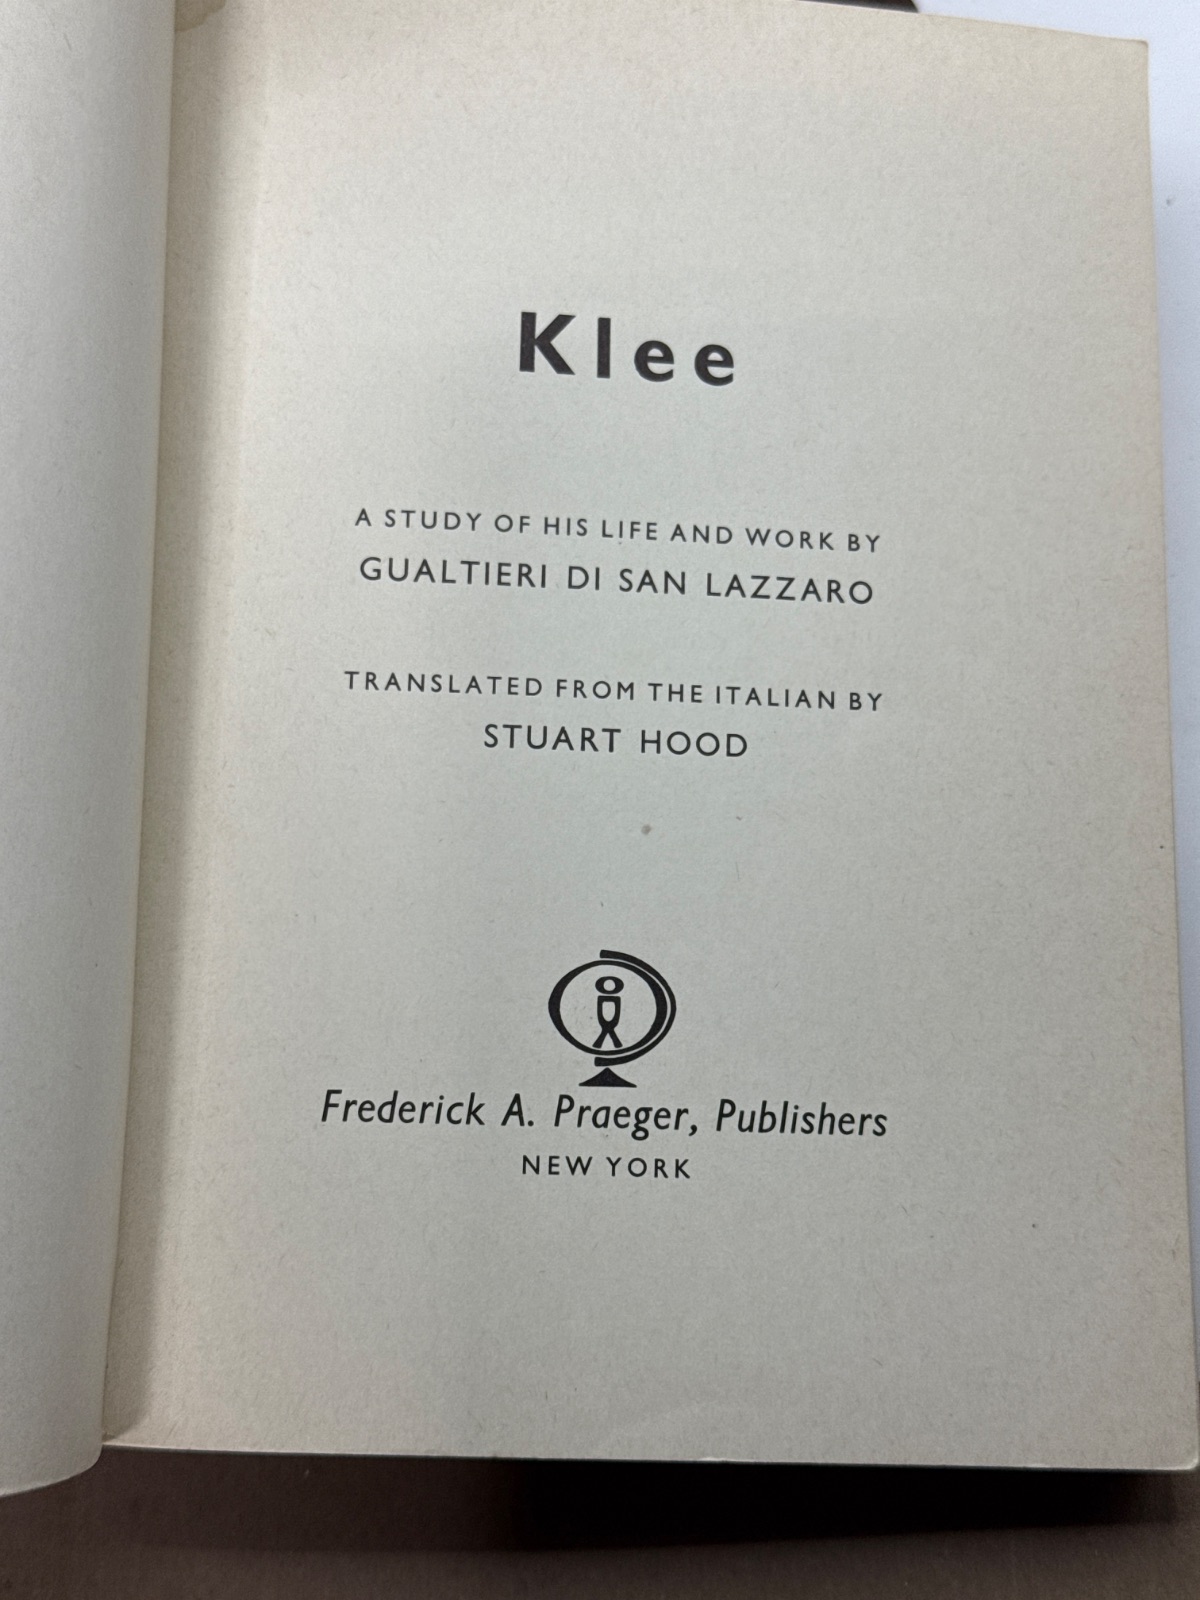 Klee
A STUDY OF HIS LIFE AND WORK BY
GUALTIERI DI SAN LAZZARO
TRANSLATED FROM THE ITALIAN BY
STUART HOOD
Frederick A. Praeger, Publishers
NEW YORK